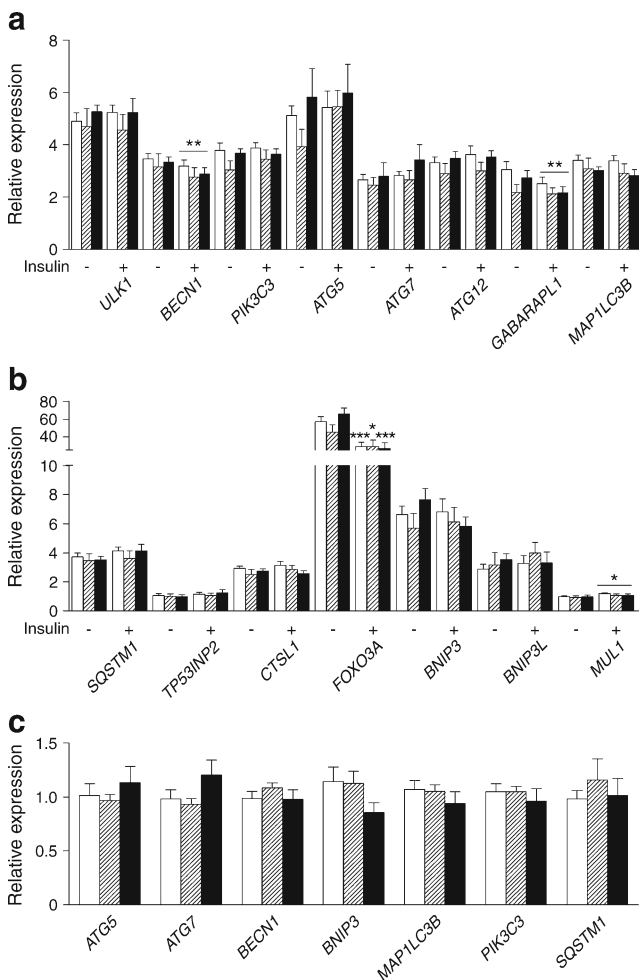 a
Relative expression
8
6
4
2
0
**
**
Insulin - + - + - + - + - + - + - + - +
ULK1 BECN1 PIK3C3 ATG5 ATG7 ATG12 GABARAPL1 MAP1LC3B
b
Relative expression
80
60
40
10
8
6
4
2
0
*
*** ***
*
Insulin - + - + - + - + - + - + - +
SQSTM1 TP53INP2 CTSL1 FOXO3A BNIP3 BNIP3L MUL1
c
Relative expression
1.5
1.0
0.5
0
ATG5 ATG7 BECN1 BNIP3 MAP1LC3B PIK3C3 SQSTM1